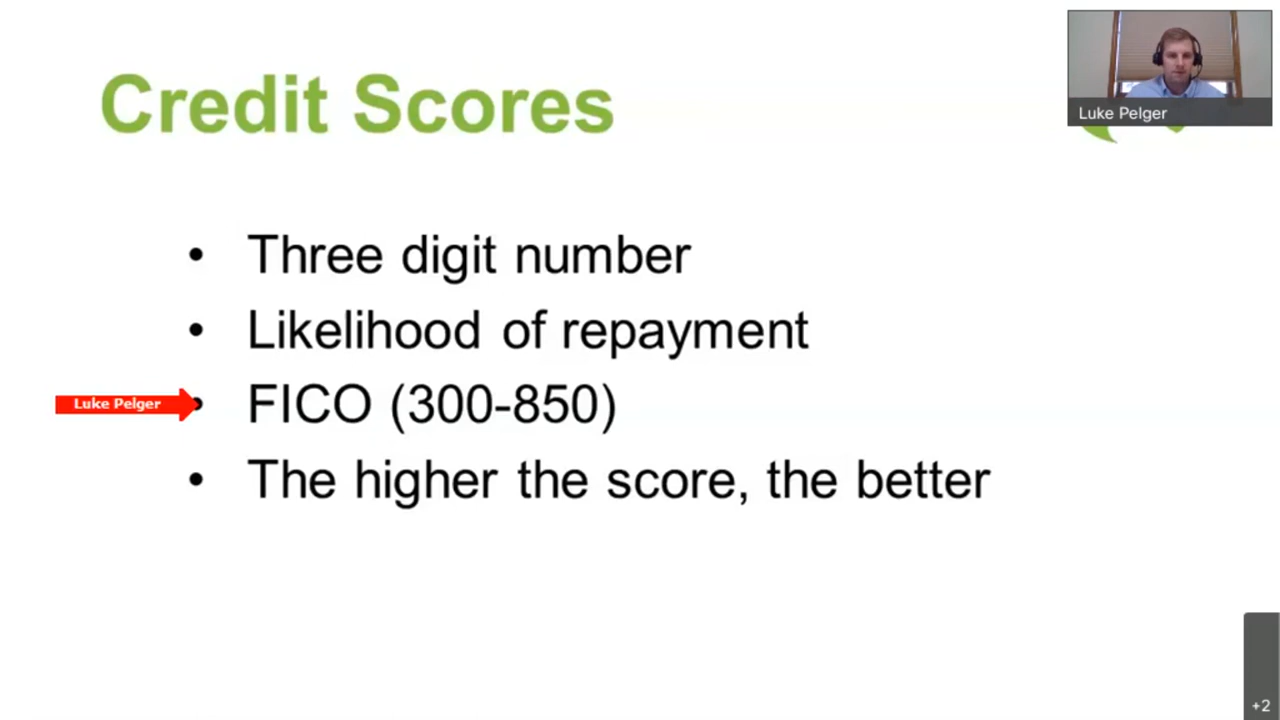 Credit Scores
Luke Pelger
• Three digit number
• Likelihood of repayment
Luke Pelger
• FICO (300-850)
• The higher the score, the better
+2